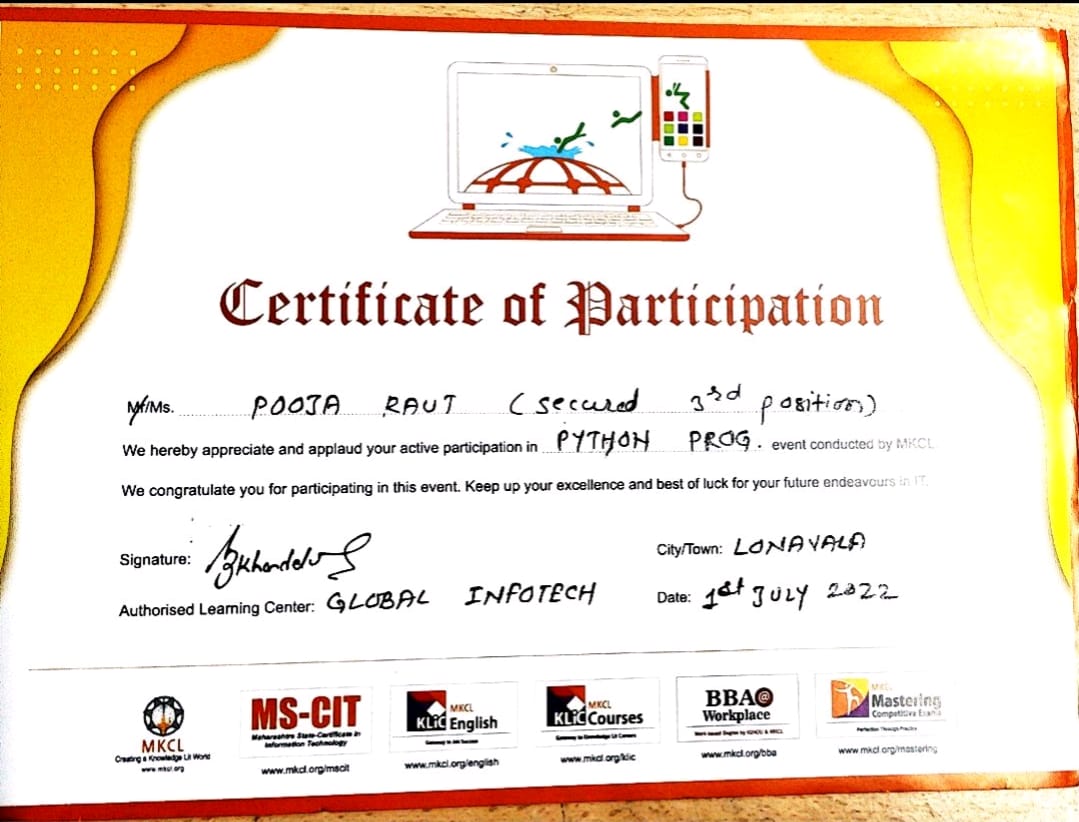 Certificate of Participation
Mr/Ms. POOJA RAUT (secured 3rd position)
We hereby appreciate and applaud your active participation in PYTHON PROG. event conducted by MKCL
We congratulate you for participating in this event. Keep up your excellence and best of luck for your future endeavours in IT.
Signature:
City/Town: LONAVALA
Authorised Learning Center: GLOBAL INFOTECH
Date: 1st JULY 2022
MKCL
Creating a Knowledge Lit World
www.mkcl.org
MS-CIT
Maharashtra State-Certificate in
Information Technology
www.mkcl.org/mscit
MKCL
KLiC English
Gateway to Job Success
www.mkcl.org/english
MKCL
KLiC Courses
Gateway to Knowledge Lit Careers
www.mkcl.org/klic
BBA@
Workplace
Work based Degree by YCMOU & MKCL
www.mkcl.org/bba
MKCL
Mastering
Competitive Exams
Perfection Through Practice
www.mkcl.org/mastering